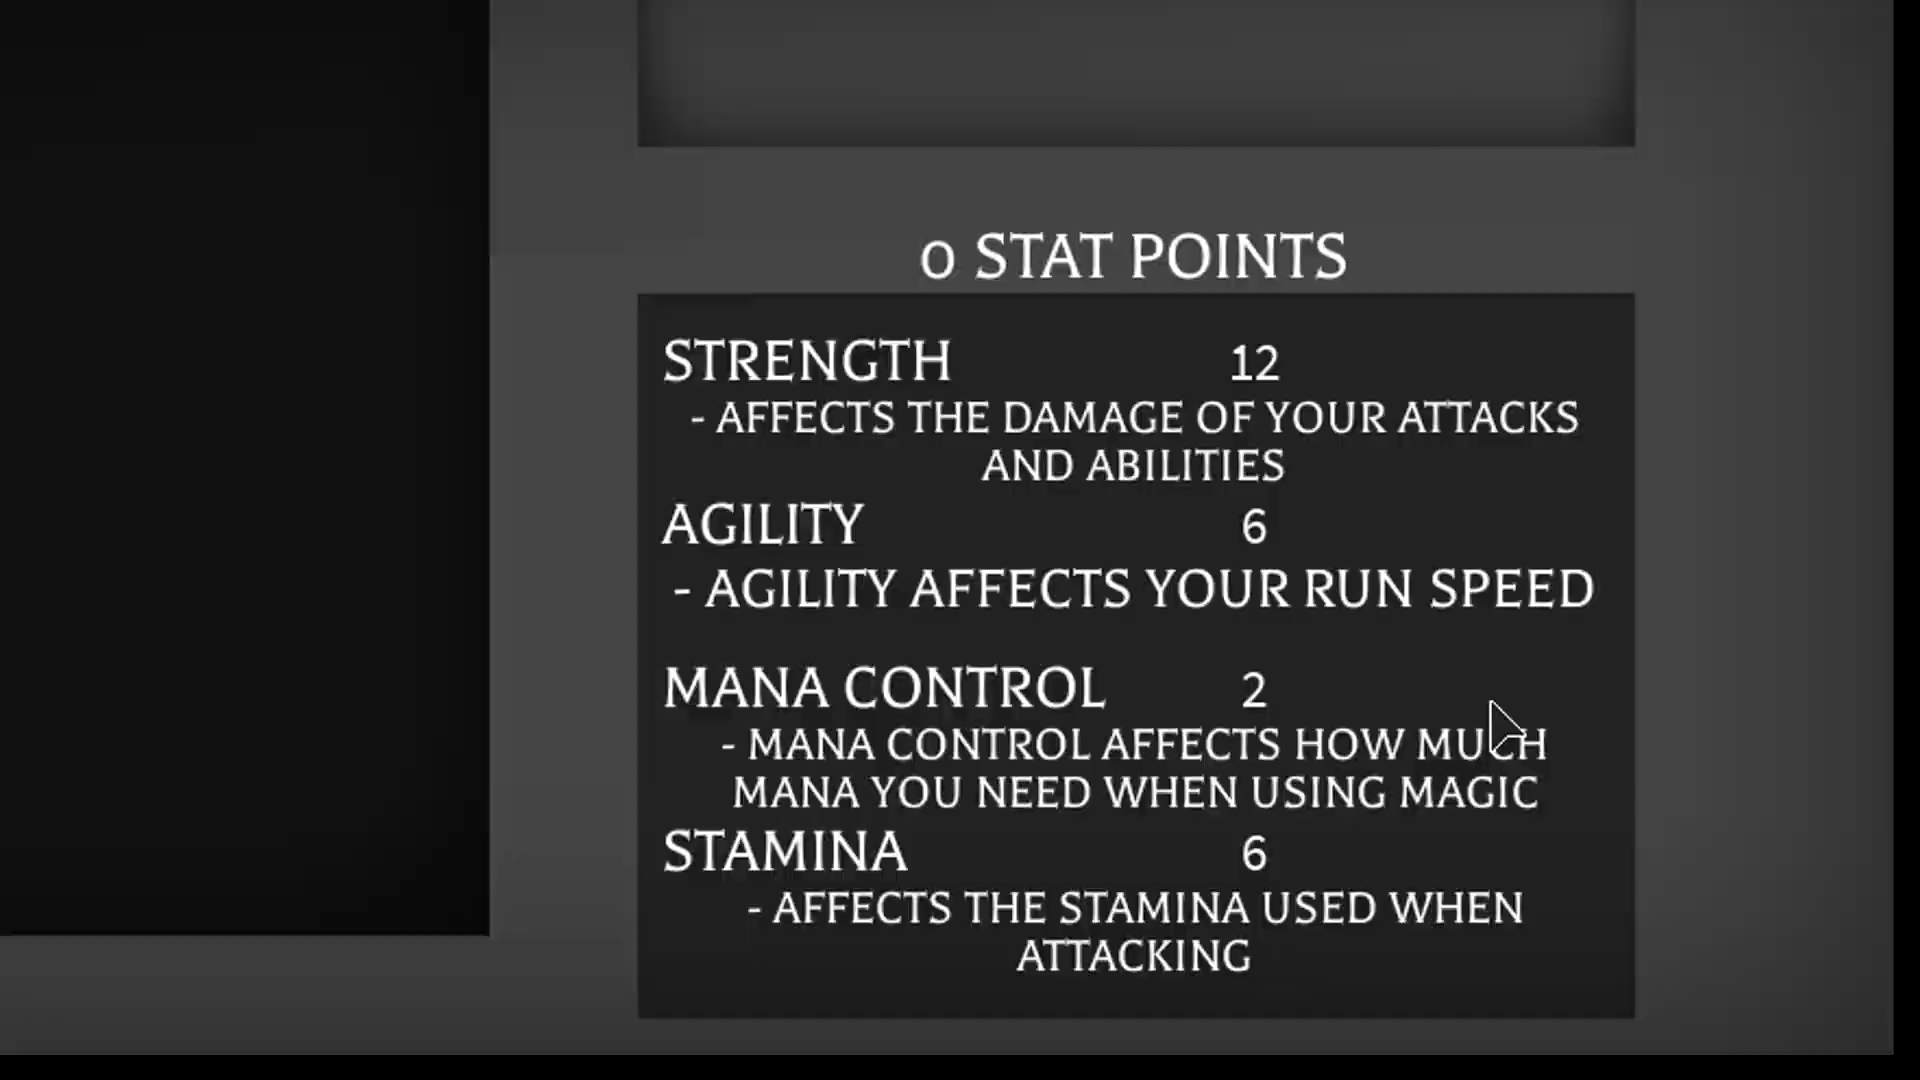 0 STAT POINTS
STRENGTH 12
- AFFECTS THE DAMAGE OF YOUR ATTACKS
AND ABILITIES
AGILITY 6
- AGILITY AFFECTS YOUR RUN SPEED
MANA CONTROL 2
- MANA CONTROL AFFECTS HOW MUCH
MANA YOU NEED WHEN USING MAGIC
STAMINA 6
- AFFECTS THE STAMINA USED WHEN
ATTACKING